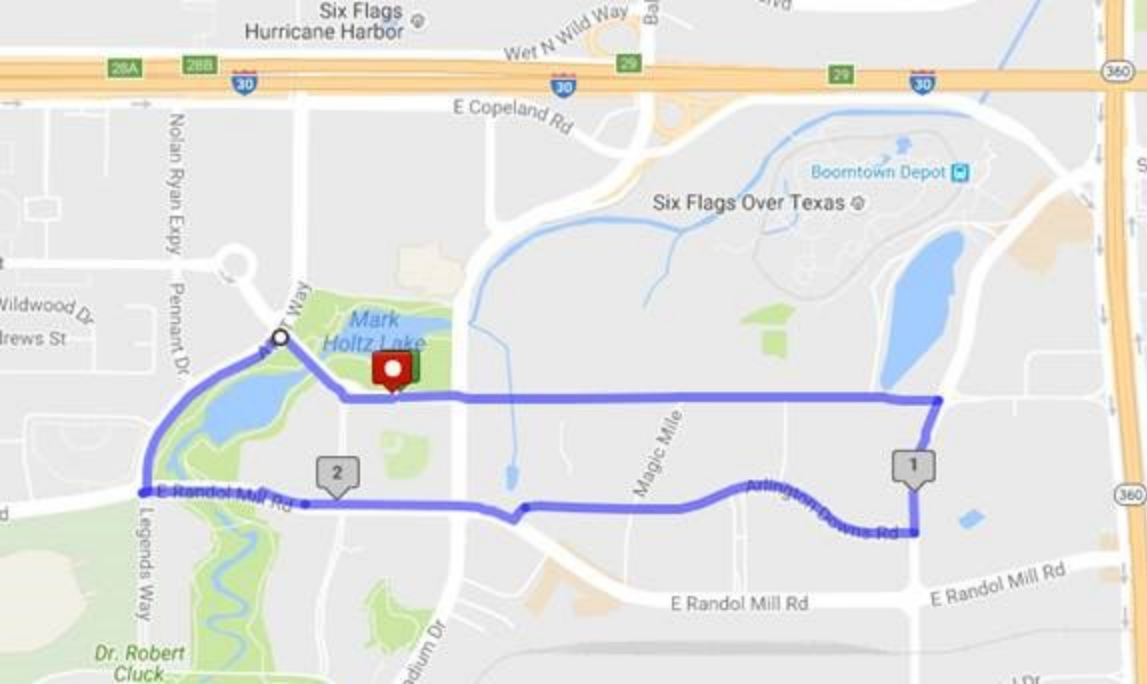 Six Flags
Hurricane Harbor
Wet N Wild Way
28A
28B
29
29
30
30
30
360
E Copeland Rd
Nolan Ryan Expy
Boomtown Depot
Six Flags Over Texas
Wildwood Dr
Pennant Dr
Way
Mark
Holtz Lake
Magic Mile
1
2
E Randol Mill Rd
Arlington Downs Rd
360
Legends Way
E Randol Mill Rd
E Randol Mill Rd
Dr. Robert
Cluck